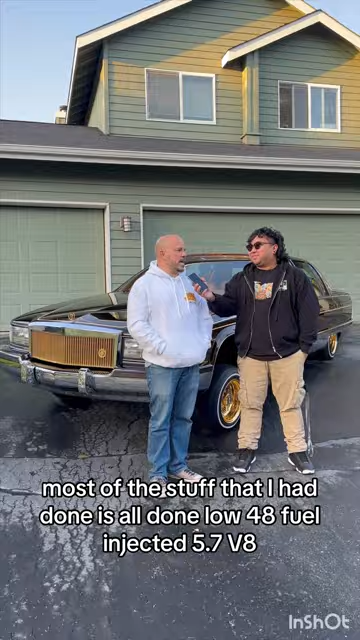 most of the stuff that I had
done is all done low 48 fuel
injected 5.7 V8
InShOt